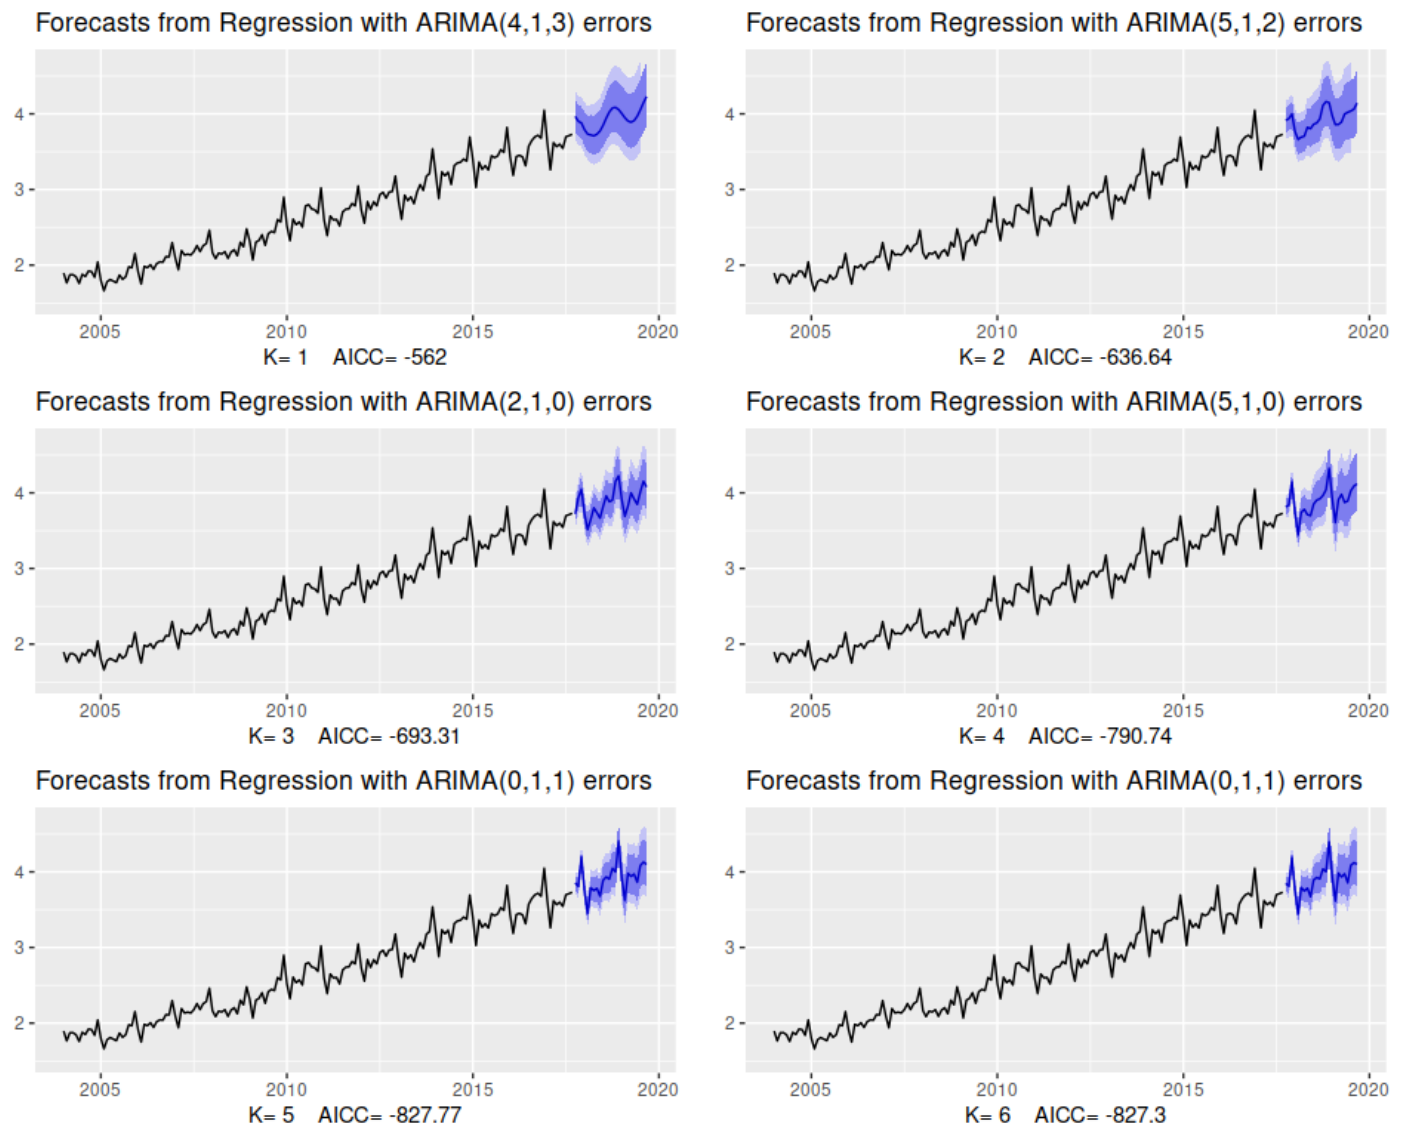 Forecasts from Regression with ARIMA(4,1,3) errors
4
3
2
2005 2010 2015 2020
K= 1 AICC= -562
Forecasts from Regression with ARIMA(5,1,2) errors
4
3
2
2005 2010 2015 2020
K= 2 AICC= -636.64
Forecasts from Regression with ARIMA(2,1,0) errors
4
3
2
2005 2010 2015 2020
K= 3 AICC= -693.31
Forecasts from Regression with ARIMA(5,1,0) errors
4
3
2
2005 2010 2015 2020
K= 4 AICC= -790.74
Forecasts from Regression with ARIMA(0,1,1) errors
4
3
2
2005 2010 2015 2020
K= 5 AICC= -827.77
Forecasts from Regression with ARIMA(0,1,1) errors
4
3
2
2005 2010 2015 2020
K= 6 AICC= -827.3